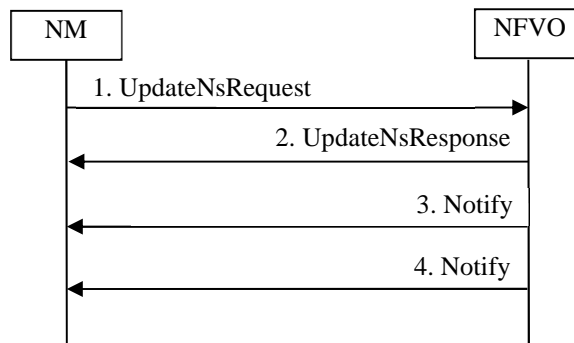 NM
NFVO
1. UpdateNsRequest
2. UpdateNsResponse
3. Notify
4. Notify